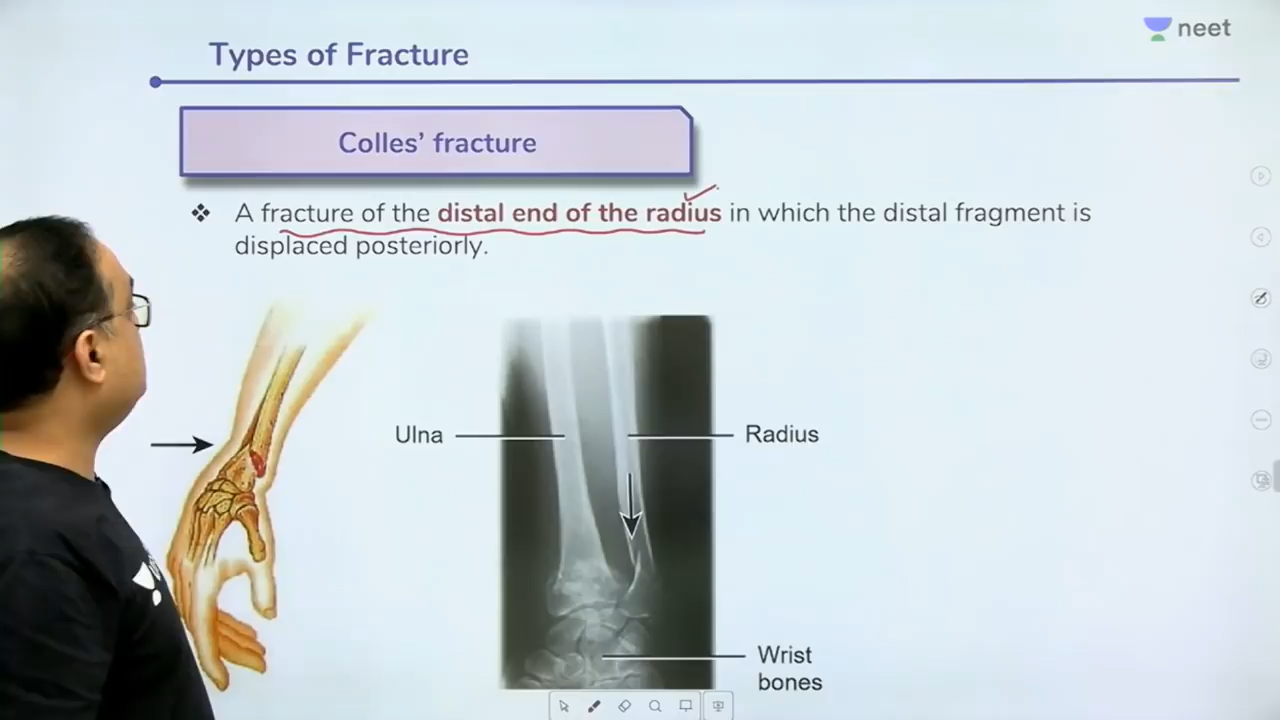 neet
Types of Fracture
Colles’ fracture
❖ A fracture of the distal end of the radius in which the distal fragment is
displaced posteriorly.
Ulna
Radius
Wrist
bones